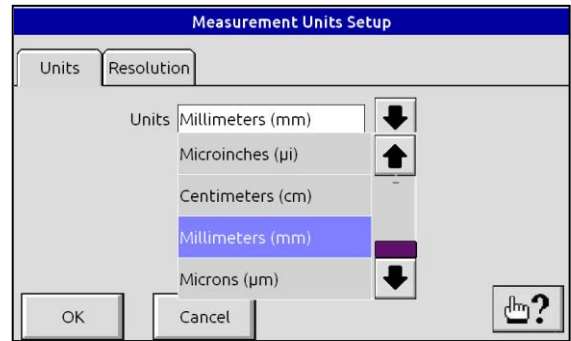 Measurement Units Setup
Units Resolution
Units Millimeters (mm)
Microinches (µi)
Centimeters (cm)
Millimeters (mm)
Microns (µm)
OK Cancel ?